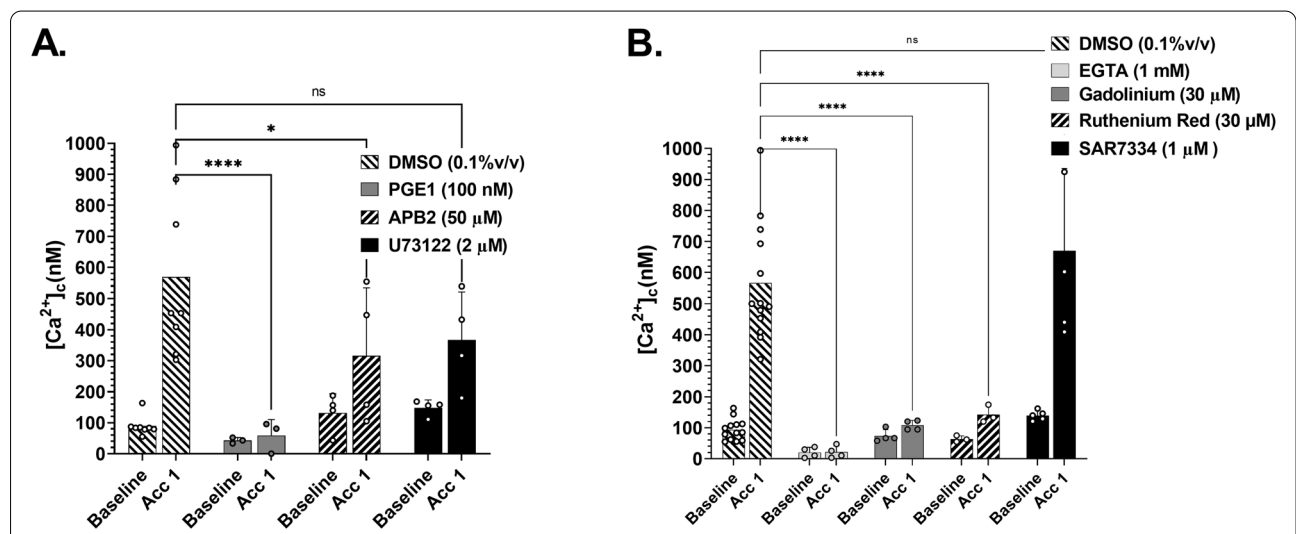 A.
ns
*
****
DMSO (0.1%v/v)
PGE1 (100 nM)
APB2 (50 µM)
U73122 (2 µM)
[Ca2+]c(nM)
1000
900
800
700
600
500
400
300
200
100
0
Baseline
Acc 1
Baseline
Acc 1
Baseline
Acc 1
Baseline
Acc 1
B.
ns
****
****
****
DMSO (0.1%v/v)
EGTA (1 mM)
Gadolinium (30 µM)
Ruthenium Red (30 µM)
SAR7334 (1 µM )
[Ca2+]c(nM)
1000
900
800
700
600
500
400
300
200
100
0
Baseline
Acc 1
Baseline
Acc 1
Baseline
Acc 1
Baseline
Acc 1
Baseline
Acc 1